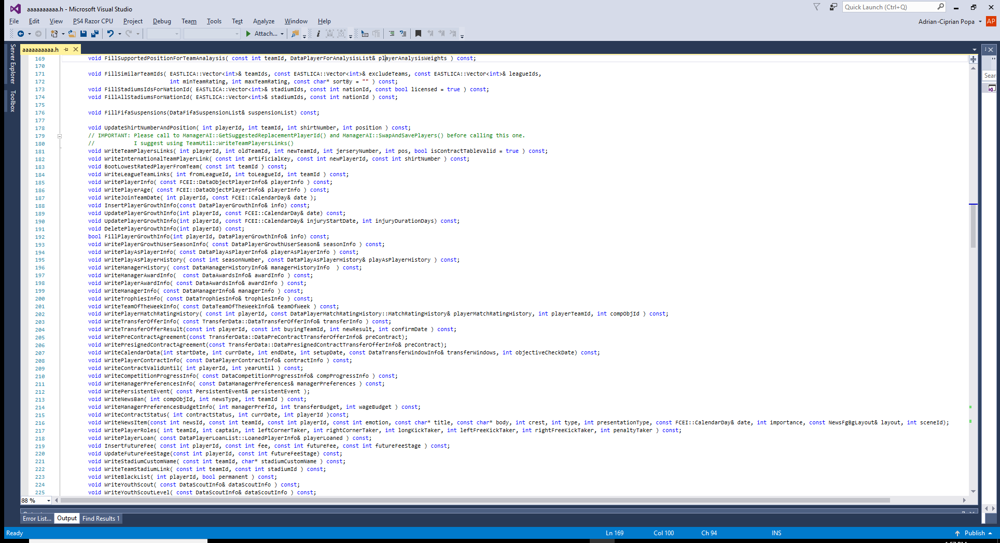 aaaaaaaaaa.h - Microsoft Visual Studio
Quick Launch (Ctrl+Q)
File Edit View PS4 Razor CPU Project Debug Team Tools Test Analyze Window Help
Adrian-Ciprian Popa AP
Attach...
Server Explorer
Toolbox
aaaaaaaaaa.h
Sear
169 void FillSupportedPositionForTeamAnalaysis( const int teamId, DataPlayerForAnalysisList& playerAnalysisWeights ) const;
170
171 void FillSimilarTeamIds( EASTLICA::Vector<int>& teamIds, const EASTLICA::Vector<int>& excludeTeams, const EASTLICA::Vector<int>& leagueIds,
172 int minTeamRating, int maxTeamRating, const char* sortBy = "" ) const;
173 void FillStadiumsIdsForNationId( EASTLICA::Vector<int>& stadiumIds, const int nationId, const bool licensed = true ) const;
174 void FillAllStadiumsForNationId( EASTLICA::Vector<int>& stadiumIds, const int nationId ) const;
175
176 void FillFifaSuspensions(DataFifaSuspensionList& suspensionList) const;
177
178 void UpdateShirtNumberAndPosition( int playerId, int teamId, int shirtNumber, int position ) const;
179 // IMPORTANT: Please call to ManagerAI::GetSuggestedReplacementPlayerId() and ManagerAI::SwapAndSavePlayers() before calling this one.
180 // I suggest using TeamUtil::WriteTeamPlayersLinks()
181 void WriteTeamPlayersLinks( int playerId, int oldTeamId, int newTeamId, int jerseryNumber, int pos, bool isContractTableValid = true ) const;
182 void WriteInternationalTeamPlayerLink( const int artificialKey, const int newPlayerId, const int shirtNumber ) const;
183 void BootLowestRatedPlayerFromTeam( const int teamId ) const;
184 void WriteLeagueTeamLinks( int fromLeagueId, int toLeagueId, int teamId ) const;
185 void WritePlayerInfo( const FCEI::DataObjectPlayerInfo& playerInfo ) const;
186 void WritePlayerAge( const FCEI::DataObjectPlayerInfo& playerInfo ) const;
187 void WriteJoinTeamDate( int playerId, const FCEI::CalendarDay& date );
188 void InsertPlayerGrowthInfo(const DataPlayerGrowthInfo& info) const;
189 void UpdatePlayerGrowthInfo(int playerId, const FCEI::CalendarDay& date) const;
190 void UpdatePlayerGrowthInfo(int playerId, const FCEI::CalendarDay& injuryStartDate, int injuryDurationDays) const;
191 void DeletePlayerGrowthInfo(int playerId) const;
192 bool FillPlayerGrowthInfo(int playerId, DataPlayerGrowthInfo& info) const;
193 void WritePlayerGrowthUserSeasonInfo( const DataPlayerGrowthUserSeason& seasonInfo ) const;
194 void WritePlayAsPlayerInfo( const DataPlayAsPlayerInfo& playerAsPlayerInfo ) const;
195 void WritePlayAsPlayerHistory( const int seasonNumber, const DataPlayAsPlayerHistory& playAsPlayerHistory ) const;
196 void WriteManagerHistory( const DataManagerHistoryInfo& managerHistoryInfo  ) const;
197 void WriteManagerAwardInfo(  const DataAwardsInfo& awardInfo ) const;
198 void WritePlayerAwardInfo( const DataAwardsInfo& awardInfo ) const;
199 void WriteManagerInfo( const DataManagerInfo& managerInfo ) const;
200 void WriteTrophiesInfo( const DataTrophiesInfo& trophiesInfo ) const;
201 void WriteTeamOfTheWeekInfo( const DataTeamOfTheWeekInfo& teamOfWeek ) const;
202 void WritePlayerMatchRatingHistory( const int playerId, const DataPlayerMatchRatingHistory::MatchRatingHistory& playerMatchRatingHistory, int playerTeamId, int compObjId ) const;
203 void WriteTransferOfferInfo( const TransferData::DataTransferOfferInfo& transferInfo ) const;
204 void WriteTransferOfferResult(const int playerId, const int buyingTeamId, int newResult, int confirmDate ) const;
205 void WritePreContractAgreement(const TransferData::DataPreContractTransferOfferInfo& preContract);
206 void WritePresignedContractAgreement(const TransferData::DataPresignedContractTransferOfferInfo& preContract);
207 void WriteCalendarData(int startDate, int currDate, int endDate, int setupDate, const DataTransferWindowInfo& transferWindows, int objectiveCheckDate) const;
208 void WritePlayerContractInfo( const DataPlayerContractInfo& contractInfo ) const;
209 void WriteContractValidUntil( int playerId, int yearUntil ) const;
210 void WriteCompetitionProgressInfo( const DataCompetitionProgressInfo& compProgressInfo ) const;
211 void WriteManagerPreferencesInfo( const DataManagerPreferences& managerPreferences ) const;
212 void WritePersistentEvent( const PersistentEvent& persistentEvent );
213 void WriteNewsBan( int compObjId, int newsType, int teamId ) const;
214 void WriteManagerPreferencesBudgetInfo( int managerPrefId, int transferBudget, int wageBudget ) const;
215 void WriteContractStatus( int contractStatus, int currDate, int playerId )const;
216 void WriteNewsItem(const int newsId, const int teamId, const int playerId, const int emotion, const char* title, const char* body, int crest, int type, int presentationType, const FCEI::CalendarDay& date, int importance, const NewsFgBgLayout& layout, int sceneId);
217 void WritePlayerRoles( int teamId, int captain, int leftCornerTaker, int rightCornerTaker, int longKickTaker, int leftFreeKickTaker, int rightFreeKickTaker, int penaltyTaker ) const;
218 void WritePlayerLoan( const DataPlayerLoanList::LoanedPlayerInfo& playerLoaned ) const;
219 void InsertFutureFee( const int playerId, const int fee, const int futureFee, const int futureFeeStage ) const;
220 void UpdateFutureFeeStage(const int playerId, const int futureFeeStage) const;
221 void WriteStadiumCustomName( const int teamId, char* stadiumCustomName ) const;
222 void WriteTeamStadiumLink( const int teamId, const int stadiumId ) const;
223 void WriteBlackList( int playerId, bool permanent ) const;
224 void WriteYouthScout( const DataScoutInfo& dataScoutInfo ) const;
225 void WriteYouthScoutLevel( const DataScoutInfo& dataScoutInfo ) const;
88 %
Error List... Output Find Results 1
Ready Ln 169 Col 100 Ch 94 INS Publish